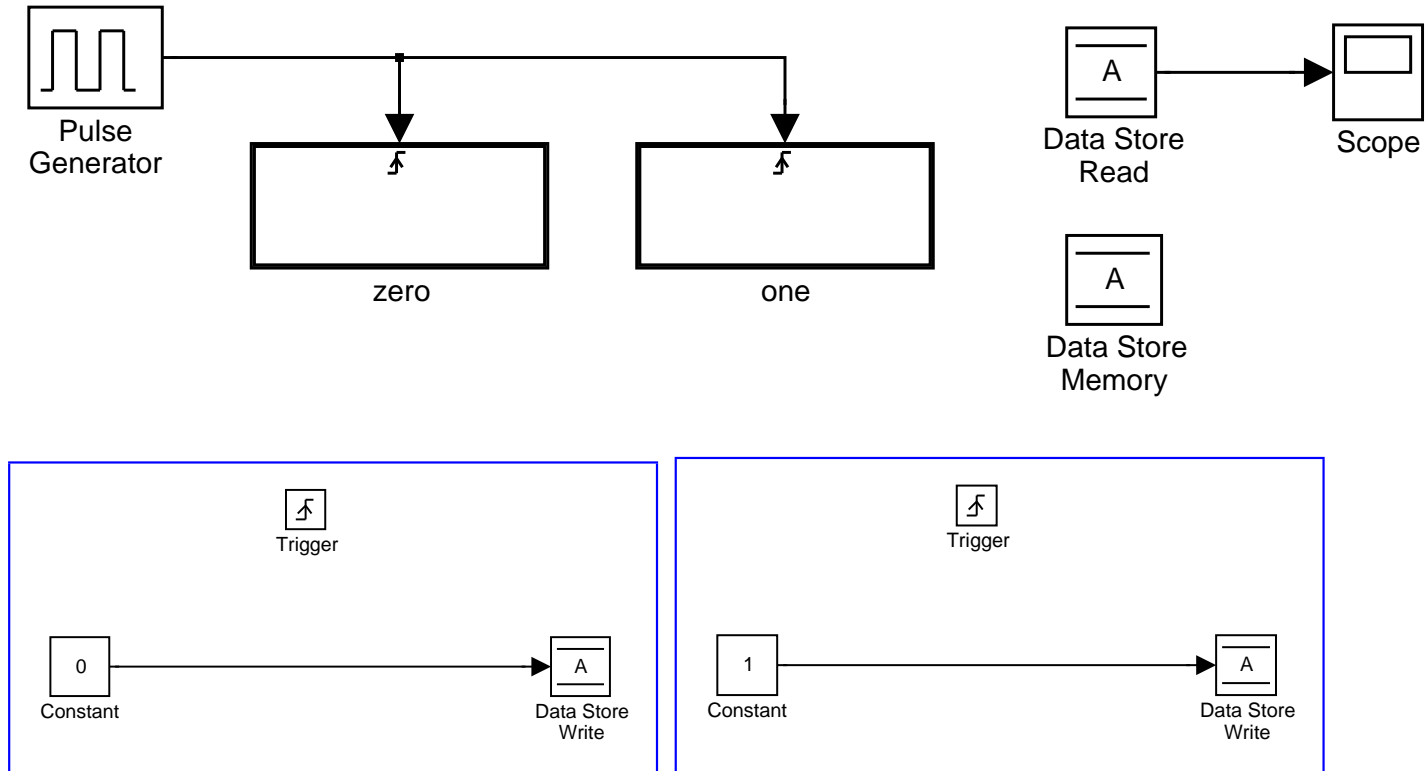 A
A
Pulse
Generator
Data Store
Read
Scope
zero
one
Data Store
Memory
Trigger
Trigger
0
A
1
A
Constant
Data Store
Write
Constant
Data Store
Write